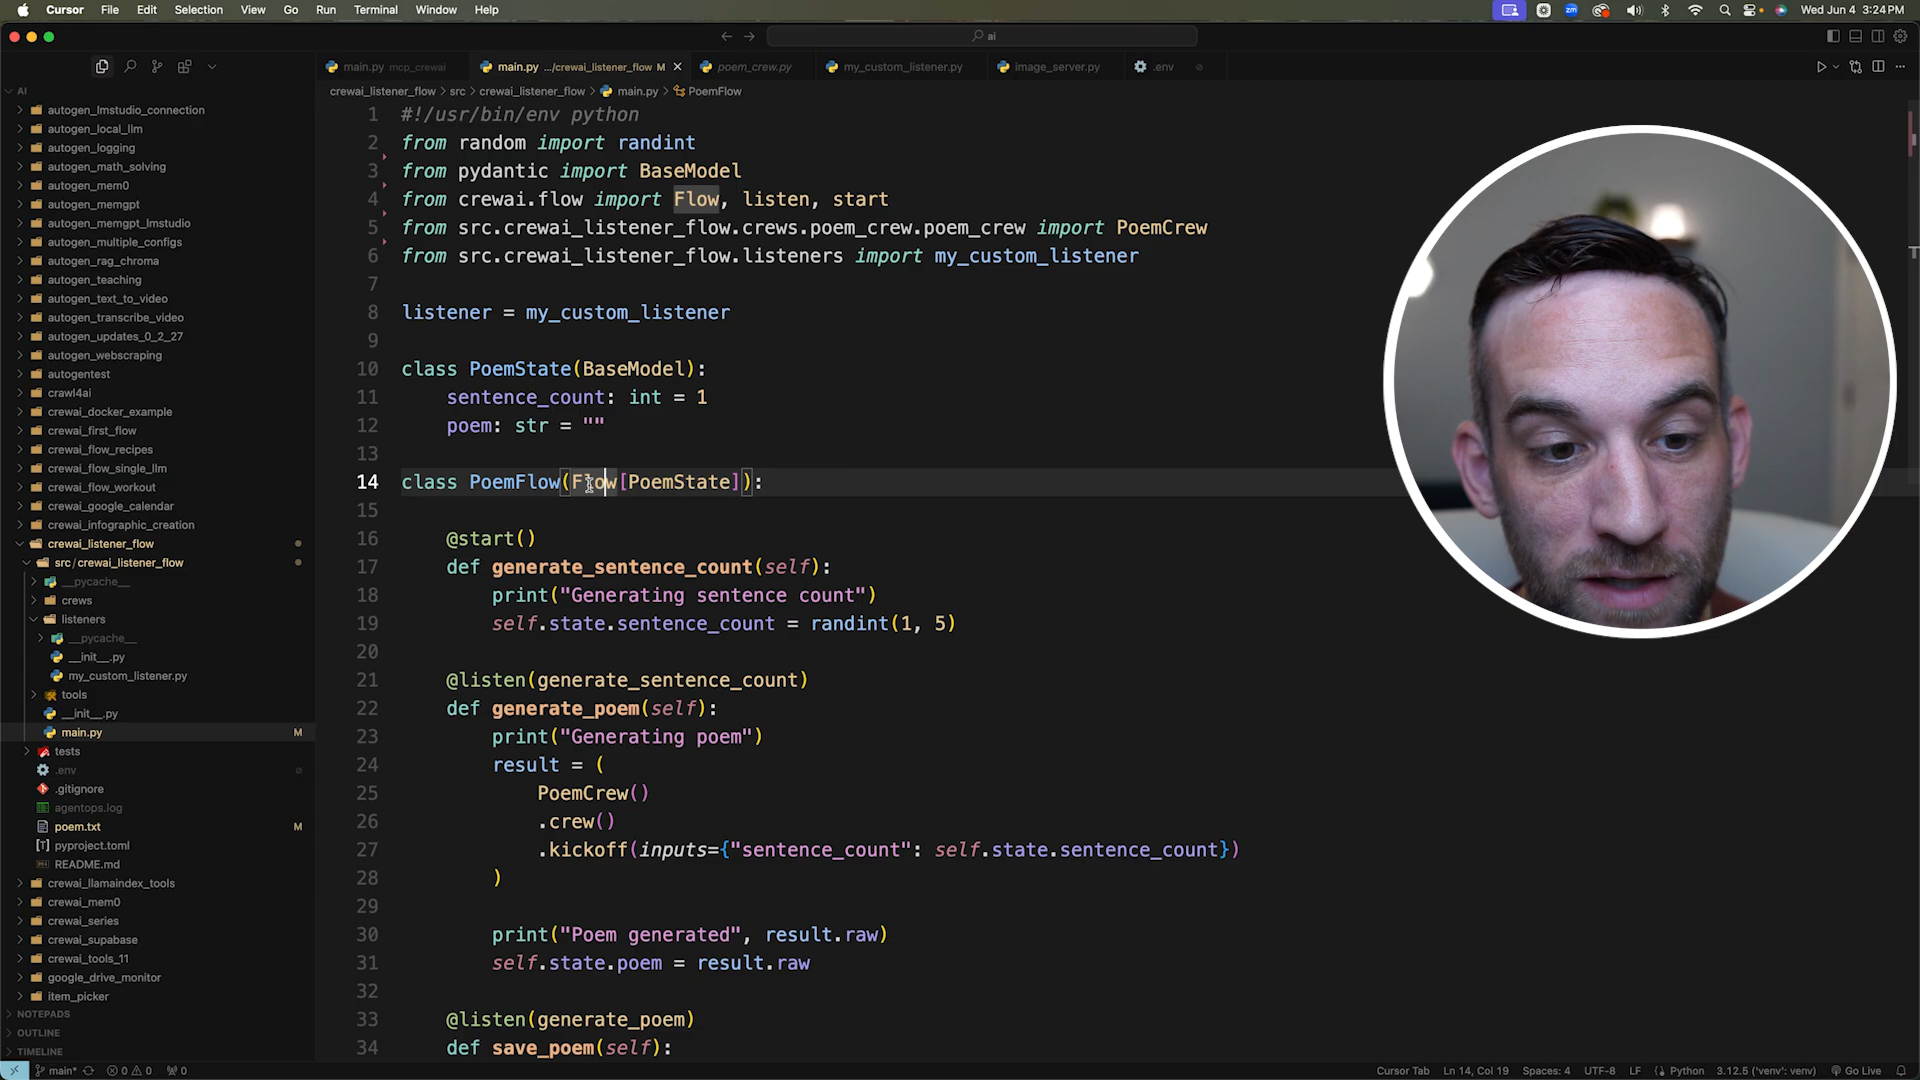 Cursor File Edit Selection View Go Run Terminal Window Help
zm
Wed Jun 4 3:24 PM
ai
main.py mcp_crewai
main.py .../crewai_listener_flow M
poem_crew.py
my_custom_listener.py
image_server.py
.env
crewai_listener_flow > src > crewai_listener_flow > main.py > PoemFlow
AI
autogen_lmstudio_connection
autogen_local_llm
autogen_logging
autogen_math_solving
autogen_mem0
autogen_memgpt
autogen_memgpt_lmstudio
autogen_multiple_configs
autogen_rag_chroma
autogen_teaching
autogen_text_to_video
autogen_transcribe_video
autogen_updates_0_2_27
autogen_webscraping
autogentest
crawl4ai
crewai_docker_example
crewai_first_flow
crewai_flow_recipes
crewai_flow_single_llm
crewai_flow_workout
crewai_google_calendar
crewai_infographic_creation
crewai_listener_flow
src/crewai_listener_flow
__pycache__
crews
listeners
__pycache__
__init__.py
my_custom_listener.py
tools
__init__.py
main.py M
tests
.env
.gitignore
agentops.log
poem.txt M
pyproject.toml
README.md
crewai_llamaindex_tools
crewai_mem0
crewai_series
crewai_supabase
crewai_tools_11
google_drive_monitor
item_picker
NOTEPADS
OUTLINE
TIMELINE
1 #!/usr/bin/env python
2 from random import randint
3 from pydantic import BaseModel
4 from crewai.flow import Flow, listen, start
5 from src.crewai_listener_flow.crews.poem_crew.poem_crew import PoemCrew
6 from src.crewai_listener_flow.listeners import my_custom_listener
7
8 listener = my_custom_listener
9
10 class PoemState(BaseModel):
11 sentence_count: int = 1
12 poem: str = ""
13
14 class PoemFlow(Flow[PoemState]):
15
16 @start()
17 def generate_sentence_count(self):
18 print("Generating sentence count")
19 self.state.sentence_count = randint(1, 5)
20
21 @listen(generate_sentence_count)
22 def generate_poem(self):
23 print("Generating poem")
24 result = (
25 PoemCrew()
26 .crew()
27 .kickoff(inputs={"sentence_count": self.state.sentence_count})
28 )
29
30 print("Poem generated", result.raw)
31 self.state.poem = result.raw
32
33 @listen(generate_poem)
34 def save_poem(self):
main* 0 0 0
Cursor Tab Ln 14, Col 19 Spaces: 4 UTF-8 LF Python 3.12.5 ('venv': venv) Go Live